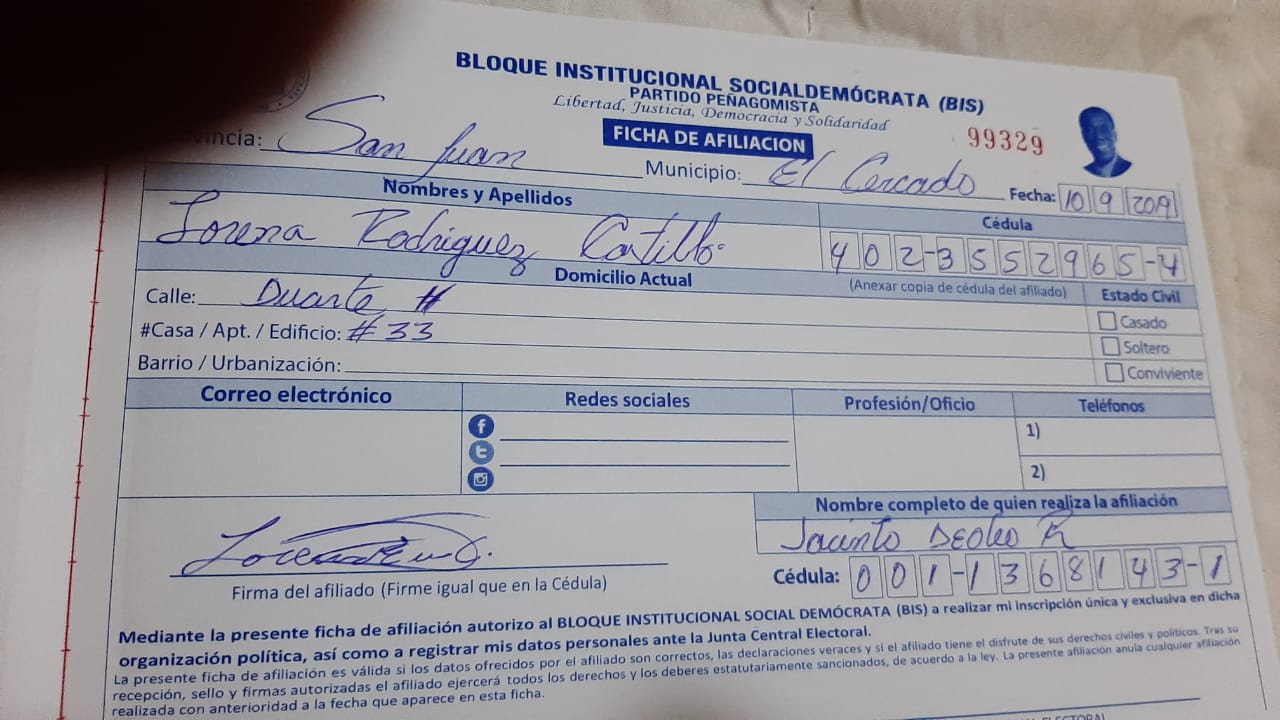 BLOQUE INSTITUCIONAL SOCIALDEMÓCRATA (BIS)
PARTIDO PEÑAGOMISTA
Libertad, Justicia, Democracia y Solidaridad
FICHA DE AFILIACION
99329
vincia: San Juan Municipio: El Cercado Fecha: 10 9 2019
Nombres y Apellidos Cédula
Lorena Rodriguez Castillo 402-3552965-4
Domicilio Actual (Anexar copia de cédula del afiliado) Estado Civil
Calle: Duarte #
Casado
#Casa / Apt. / Edificio: # 33
Soltero
Barrio / Urbanización:
Conviviente
Correo electrónico Redes sociales Profesión/Oficio Teléfonos
1)
2)
Nombre completo de quien realiza la afiliación
Jacinto R
Firma del afiliado (Firme igual que en la Cédula)
Cédula: 001-1368143-1
Mediante la presente ficha de afiliación autorizo al BLOQUE INSTITUCIONAL SOCIAL DEMÓCRATA (BIS) a realizar mi inscripción única y exclusiva en dicha
organización política, así como a registrar mis datos personales ante la Junta Central Electoral.
La presente ficha de afiliación es válida si los datos ofrecidos por el afiliado son correctos, las declaraciones veraces y si el afiliado tiene el disfrute de sus derechos civiles y políticos. Tras su
recepción, sello y firmas autorizadas el afiliado ejercerá todos los derechos y los deberes estatutariamente sancionados, de acuerdo a la ley. La presente afiliación anula cualquier afiliación
realizada con anterioridad a la fecha que aparece en esta ficha.